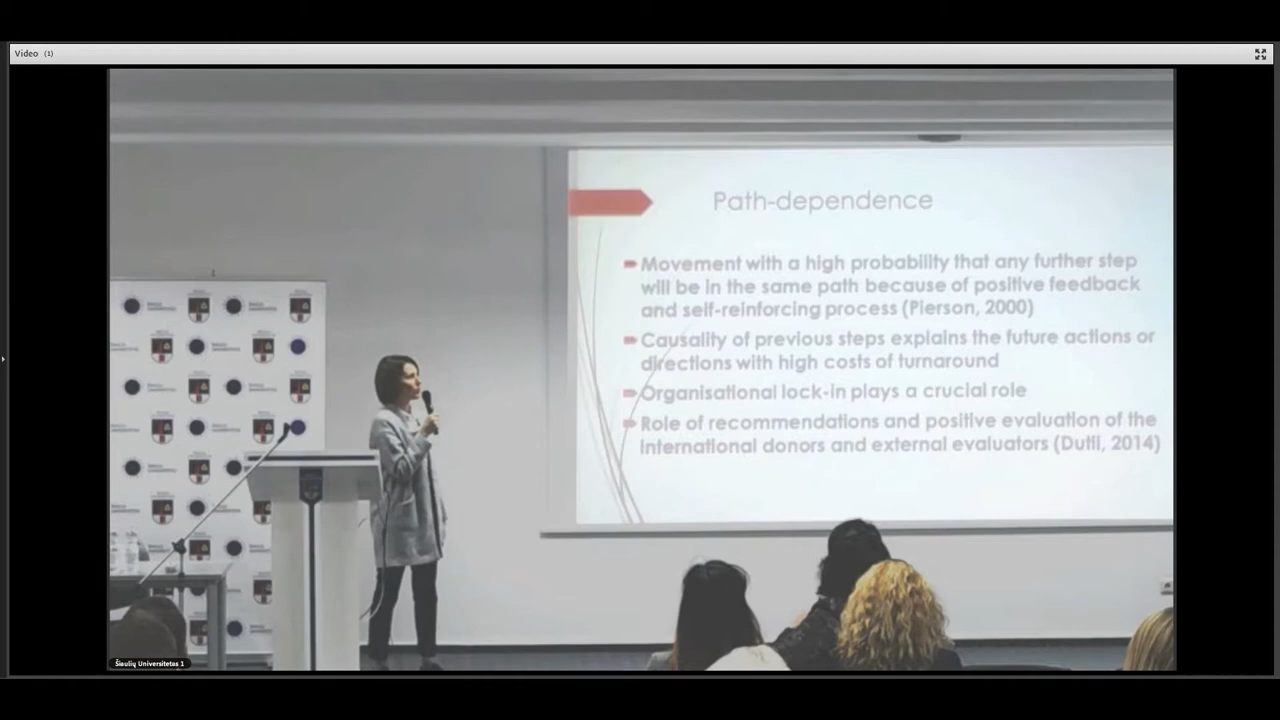 Video (1)
Path-dependence
Movement with a high probability that any further step
will be in the same path because of positive feedback
and self-reinforcing process (Pierson, 2000)
Causality of previous steps explains the future actions or
directions with high costs of turnaround
Organisational lock-in plays a crucial role
Role of recommendations and positive evaluation of the
international donors and external evaluators (Dutli, 2014)
Šiaulių Universitetas 1